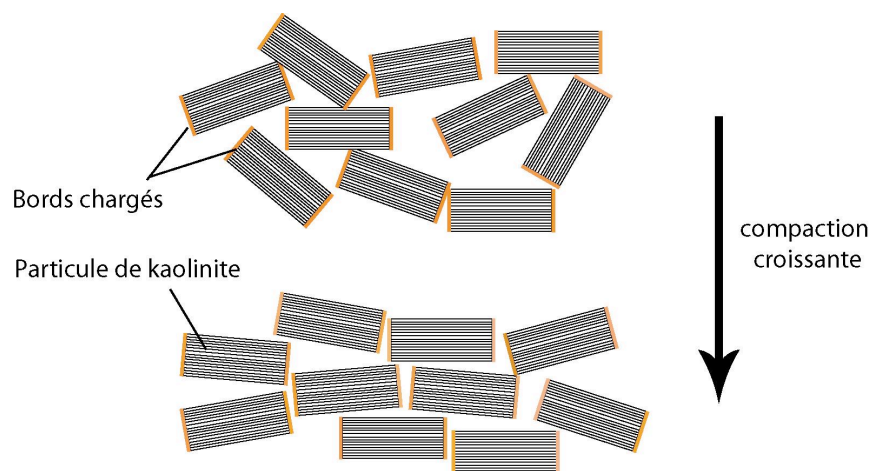 Bords chargés
Particule de kaolinite
compaction
croissante